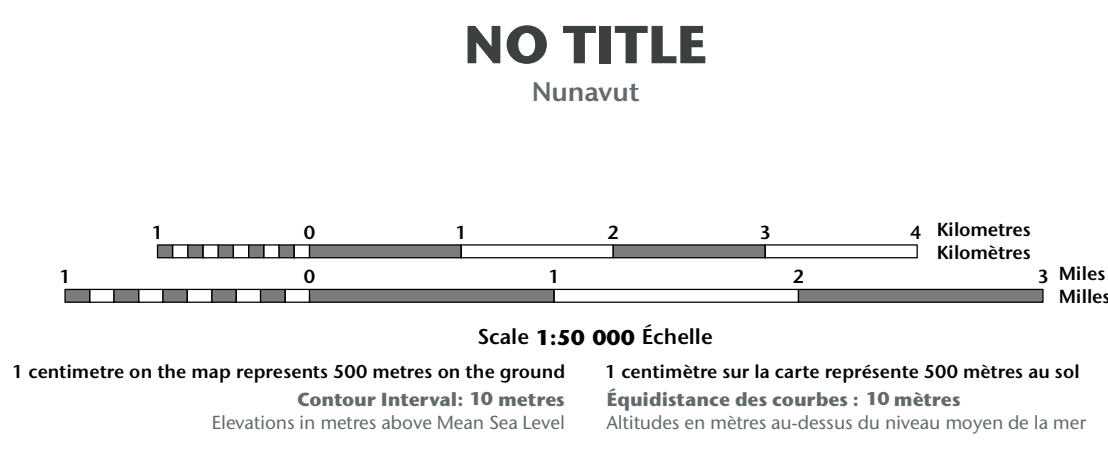 NO TITLE
Nunavut
1 0 1 2 3 4 Kilometres
Kilomètres
1 0 1 2 3 Miles
Milles
Scale 1:50 000 Échelle
1 centimetre on the map represents 500 metres on the ground
Contour Interval: 10 metres
Elevations in metres above Mean Sea Level
1 centimètre sur la carte représente 500 mètres au sol
Équidistance des courbes : 10 mètres
Altitudes en mètres au-dessus du niveau moyen de la mer